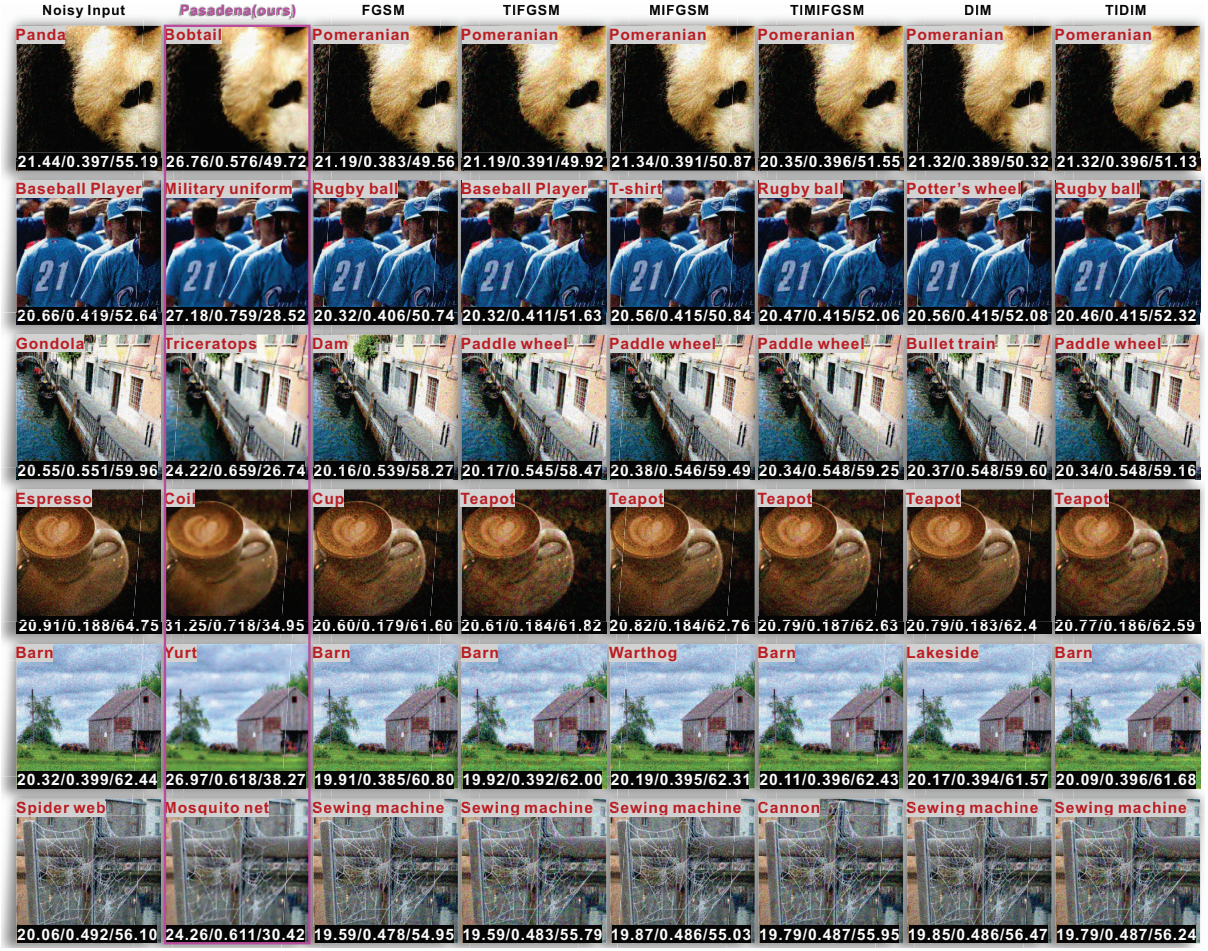 Noisy Input Pasadena(ours) FGSM TIFGSM MIFGSM TIMIFGSM DIM TIDIM
Panda Bobtail Pomeranian Pomeranian Pomeranian Pomeranian Pomeranian Pomeranian
21.44/0.397/55.19 26.76/0.576/49.72 21.19/0.383/49.56 21.19/0.391/49.92 21.34/0.391/50.87 20.35/0.396/51.55 21.32/0.389/50.32 21.32/0.396/51.13
Baseball Player Military uniform Rugby ball Baseball Player T-shirt Rugby ball Potter's wheel Rugby ball
21 21 21 21 21 21 21 21
20.66/0.419/52.64 27.18/0.759/28.52 20.32/0.406/50.74 20.32/0.411/51.63 20.56/0.415/50.84 20.47/0.415/52.06 20.56/0.415/52.08 20.46/0.415/52.32
Gondola Triceratops Dam Paddle wheel Paddle wheel Paddle wheel Bullet train Paddle wheel
20.55/0.551/59.96 24.22/0.659/26.74 20.16/0.539/58.27 20.17/0.545/58.47 20.38/0.546/59.49 20.34/0.548/59.25 20.37/0.548/59.60 20.34/0.548/59.16
Espresso Coil Cup Teapot Teapot Teapot Teapot Teapot
20.91/0.188/64.75 31.25/0.718/34.95 20.60/0.179/61.60 20.61/0.184/61.82 20.82/0.184/62.76 20.79/0.187/62.63 20.79/0.183/62.4 20.77/0.186/62.59
Barn Yurt Barn Barn Warthog Barn Lakeside Barn
20.32/0.399/62.44 26.97/0.618/38.27 19.91/0.385/60.80 19.92/0.392/62.00 20.19/0.395/62.31 20.11/0.396/62.43 20.17/0.394/61.57 20.09/0.396/61.68
Spider web Mosquito net Sewing machine Sewing machine Sewing machine Cannon Sewing machine Sewing machine
20.06/0.492/56.10 24.26/0.611/30.42 19.59/0.478/54.95 19.59/0.483/55.79 19.87/0.486/55.03 19.79/0.487/55.95 19.85/0.486/56.47 19.79/0.487/56.24